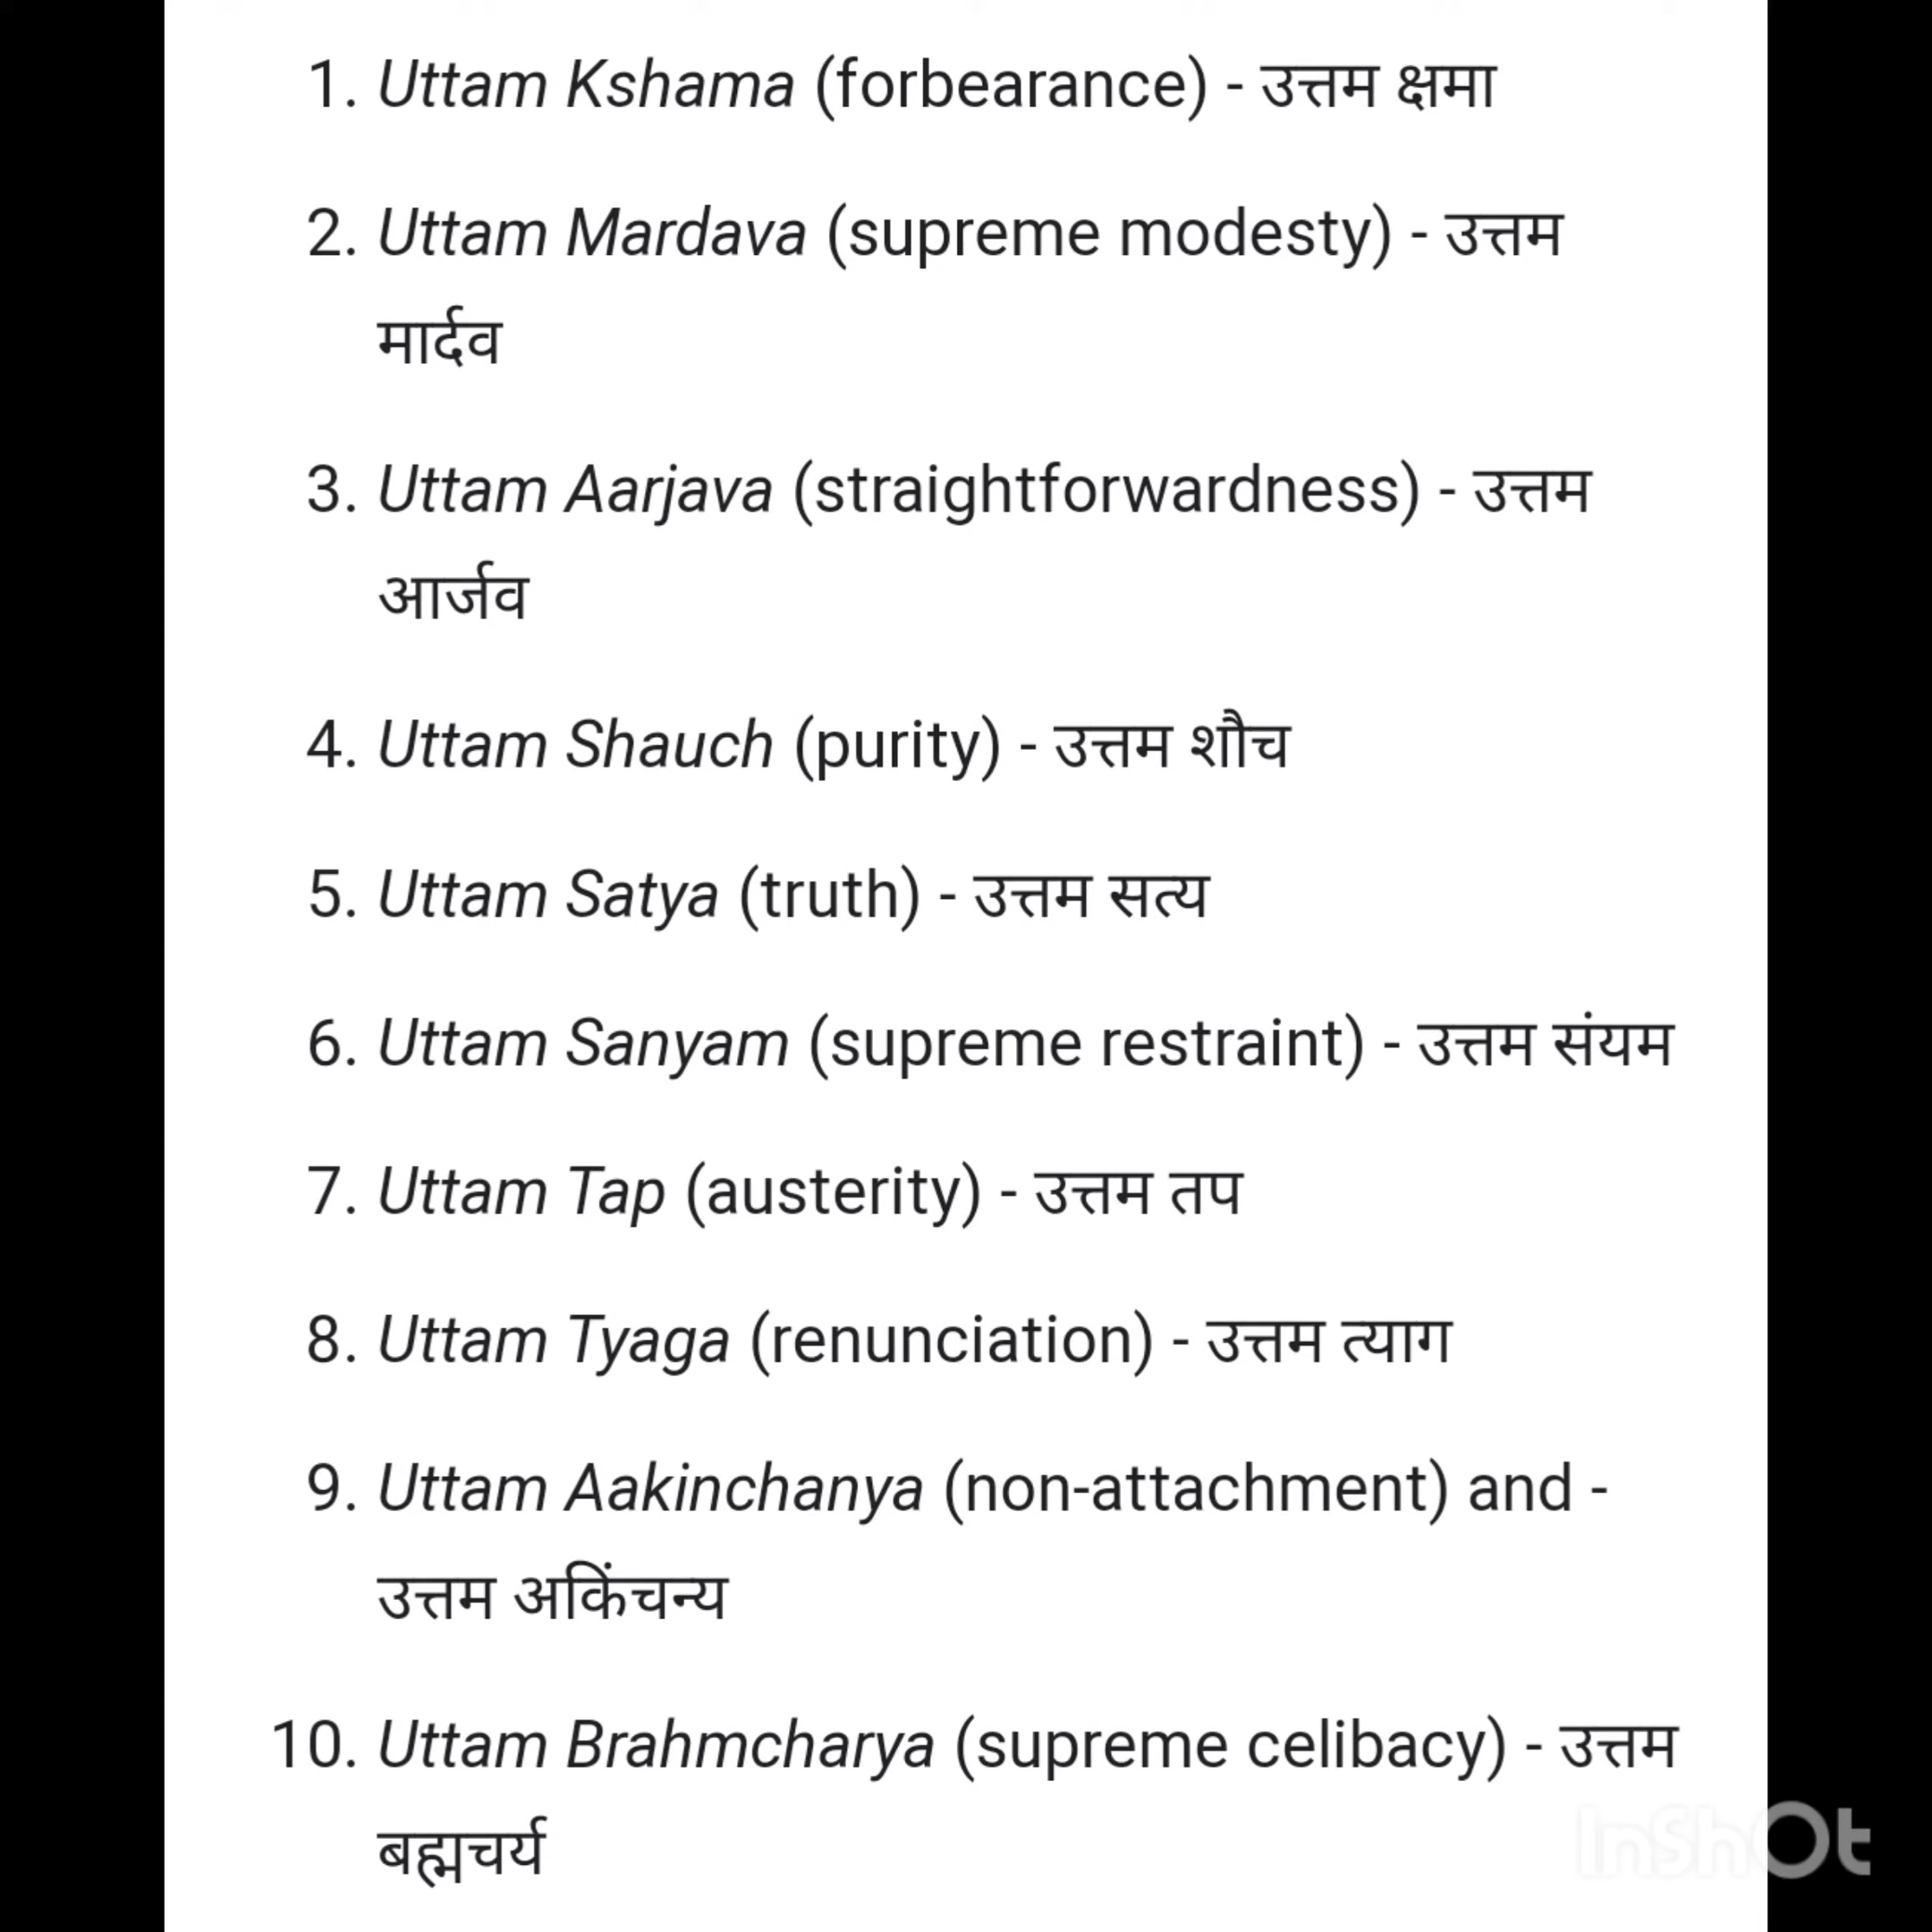 1. Uttam Kshama (forbearance) - उत्तम क्षमा
2. Uttam Mardava (supreme modesty) - उत्तम
मार्दव
3. Uttam Aarjava (straightforwardness) - उत्तम
आर्जव
4. Uttam Shauch (purity) - उत्तम शौच
5. Uttam Satya (truth) - उत्तम सत्य
6. Uttam Sanyam (supreme restraint) - उत्तम संयम
7. Uttam Tap (austerity) - उत्तम तप
8. Uttam Tyaga (renunciation) - उत्तम त्याग
9. Uttam Aakinchanya (non-attachment) and -
उत्तम अकिंचन्य
10. Uttam Brahmcharya (supreme celibacy) - उत्तम
बह्मचर्य
InShOt